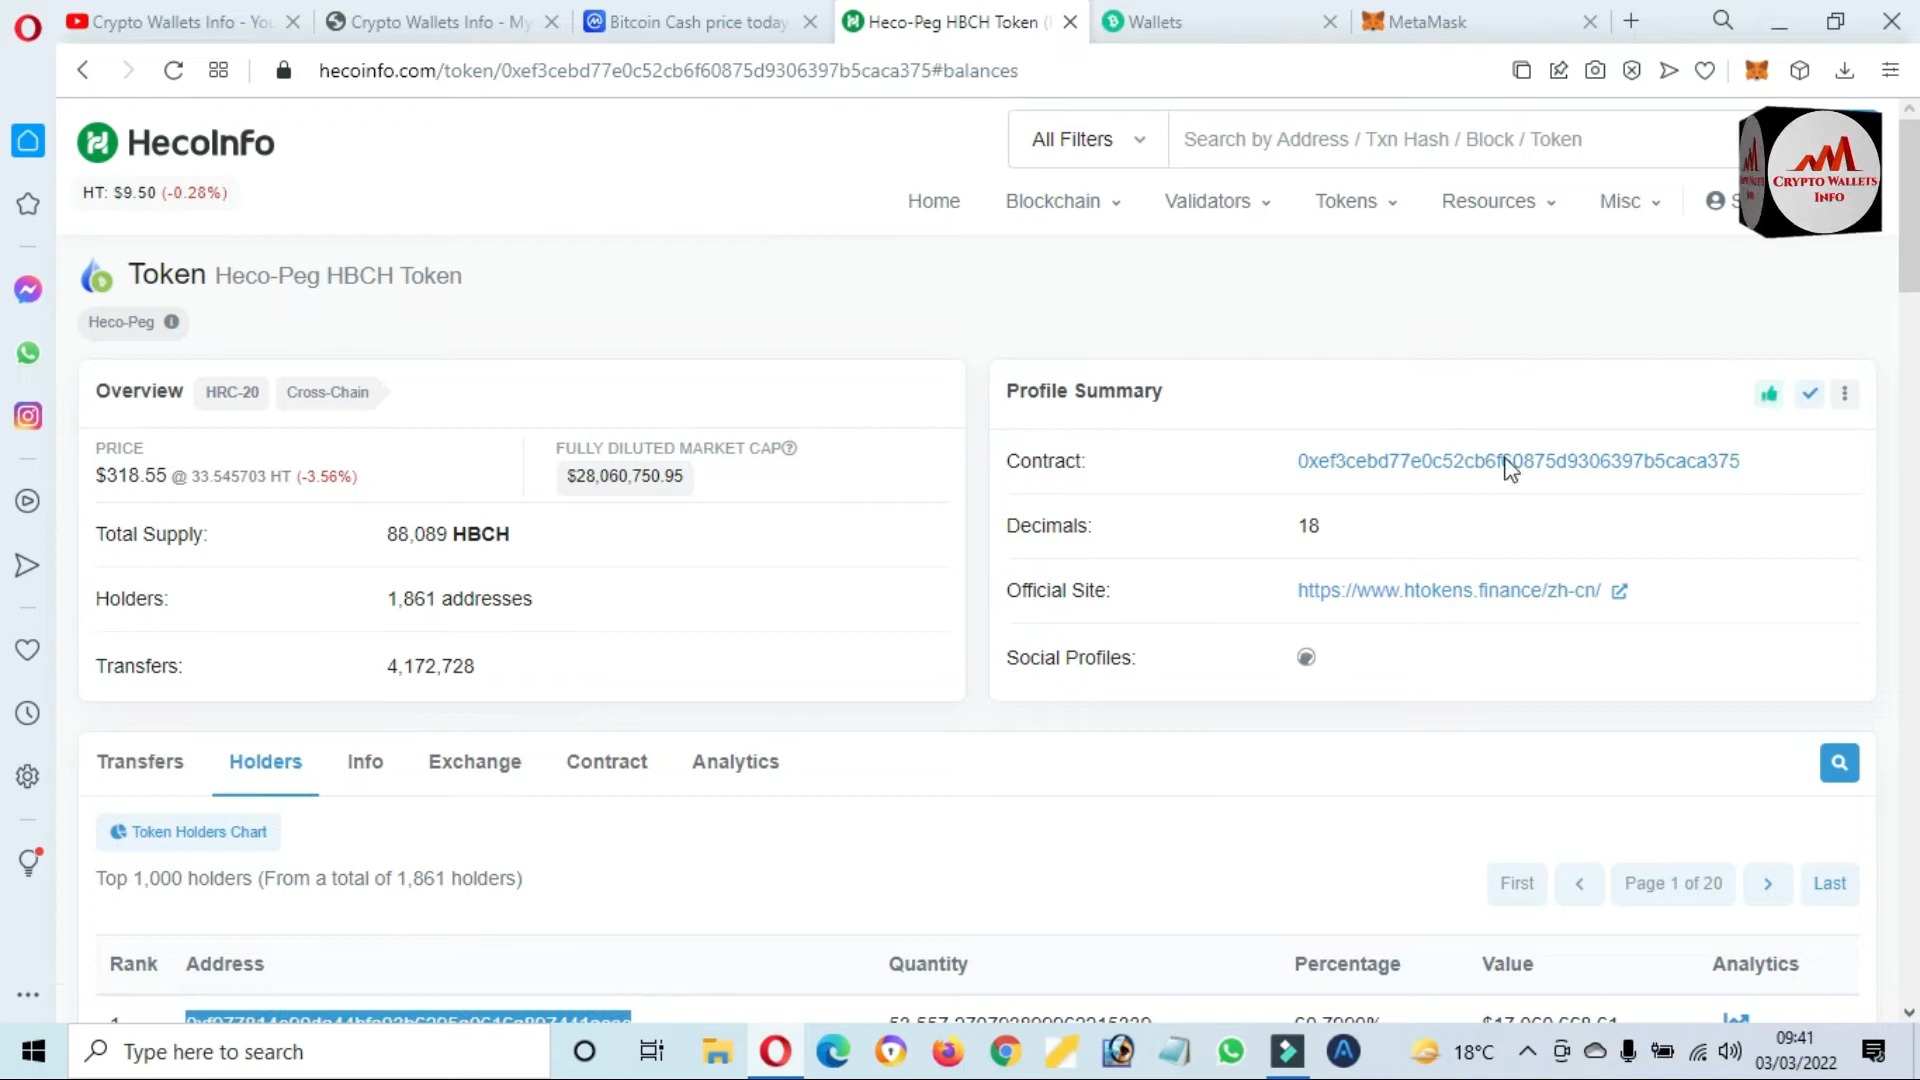 Crypto Wallets Info - You
Crypto Wallets Info - My
Bitcoin Cash price today
Heco-Peg HBCH Token (
Wallets
MetaMask
hecoinfo.com/token/0xef3cebd77e0c52cb6f60875d9306397b5caca375#balances
HecoInfo
All Filters
Search by Address / Txn Hash / Block / Token
HT: $9.50 (-0.28%)
Home
Blockchain
Validators
Tokens
Resources
Misc
CRYPTO WALLETS
INFO
Token Heco-Peg HBCH Token
Heco-Peg
Overview
HRC-20
Cross-Chain
PRICE
$318.55 @ 33.545703 HT (-3.56%)
FULLY DILUTED MARKET CAP
$28,060,750.95
Total Supply:
88,089 HBCH
Holders:
1,861 addresses
Transfers:
4,172,728
Profile Summary
Contract:
0xef3cebd77e0c52cb6f60875d9306397b5caca375
Decimals:
18
Official Site:
https://www.htokens.finance/zh-cn/
Social Profiles:
Transfers
Holders
Info
Exchange
Contract
Analytics
Token Holders Chart
Top 1,000 holders (From a total of 1,861 holders)
First
Page 1 of 20
Last
Rank
Address
Quantity
Percentage
Value
Analytics
Type here to search
18°C
09:41
03/03/2022